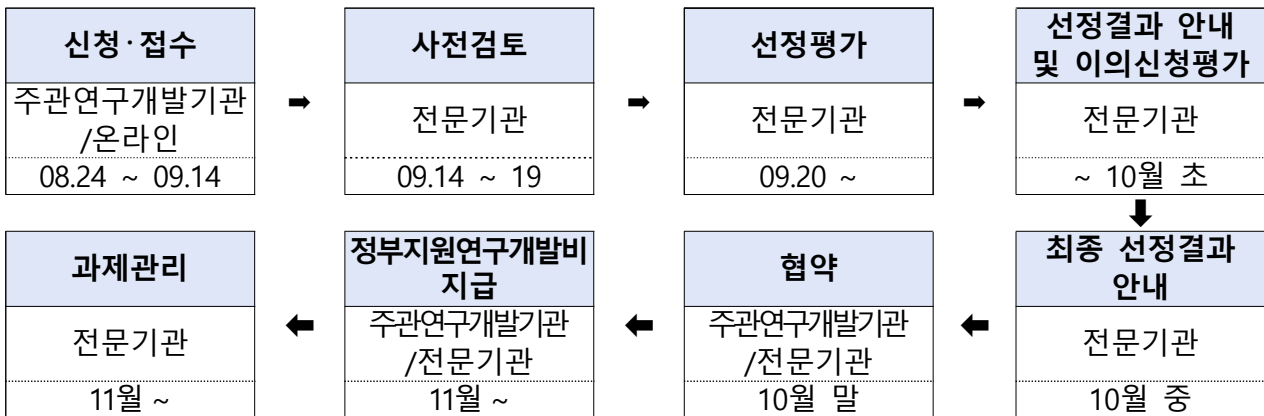 신청·접수
주관연구개발기관
/온라인
08.24 ~ 09.14
➡
사전검토
전문기관
09.14 ~ 19
➡
선정평가
전문기관
09.20 ~
➡
선정결과 안내
및 이의신청평가
전문기관
~ 10월 초
⬇
최종 선정결과
안내
전문기관
10월 중
⬅
협약
주관연구개발기관
/전문기관
10월 말
⬅
정부지원연구개발비
지급
주관연구개발기관
/전문기관
11월 ~
⬅
과제관리
전문기관
11월 ~